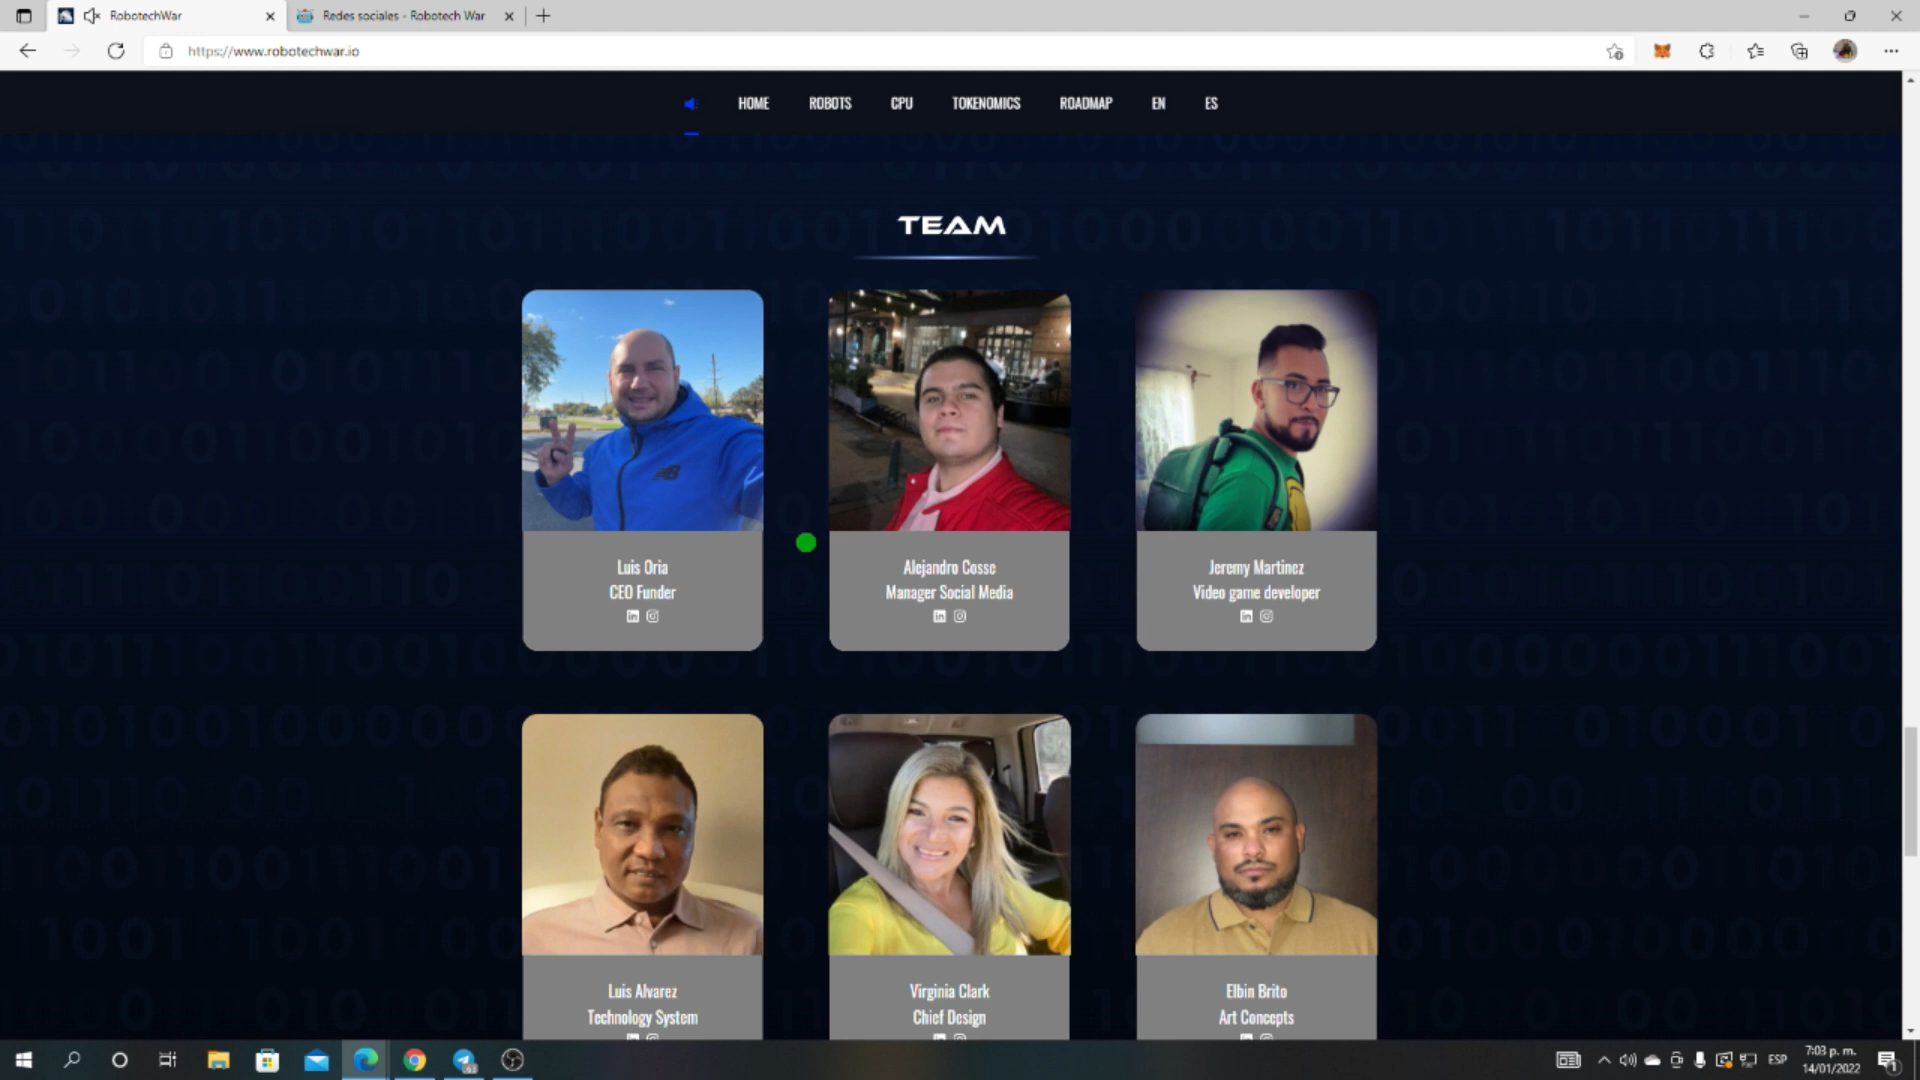 RobotechWar
Redes sociales - Robotech War
https://www.robotechwar.io
HOME ROBOTS CPU TOKENOMICS ROADMAP EN ES
TEAM
Luis Oria
CEO Funder
Alejandro Cosse
Manager Social Media
Jeremy Martinez
Video game developer
Luis Alvarez
Technology System
Virginia Clark
Chief Design
Elbin Brito
Art Concepts
ESP
7:03 p. m.
14/01/2022